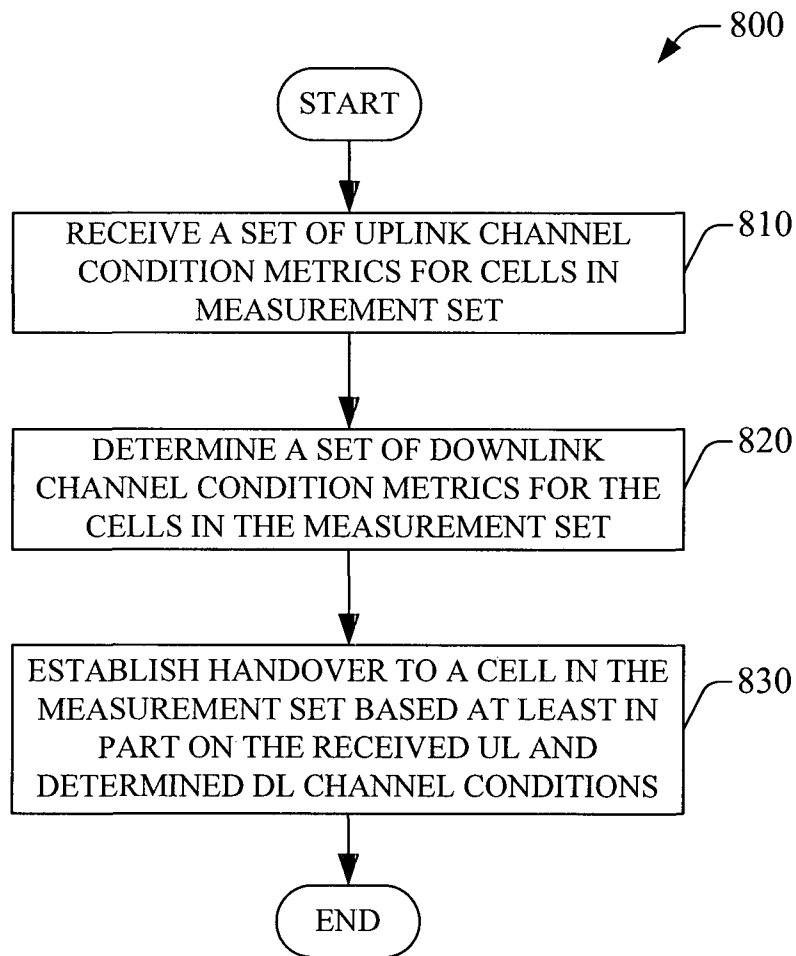 800
START
RECEIVE A SET OF UPLINK CHANNEL
CONDITION METRICS FOR CELLS IN
MEASUREMENT SET
810
DETERMINE A SET OF DOWNLINK
CHANNEL CONDITION METRICS FOR THE
CELLS IN THE MEASUREMENT SET
820
ESTABLISH HANDOVER TO A CELL IN THE
MEASUREMENT SET BASED AT LEAST IN
PART ON THE RECEIVED UL AND
DETERMINED DL CHANNEL CONDITIONS
830
END